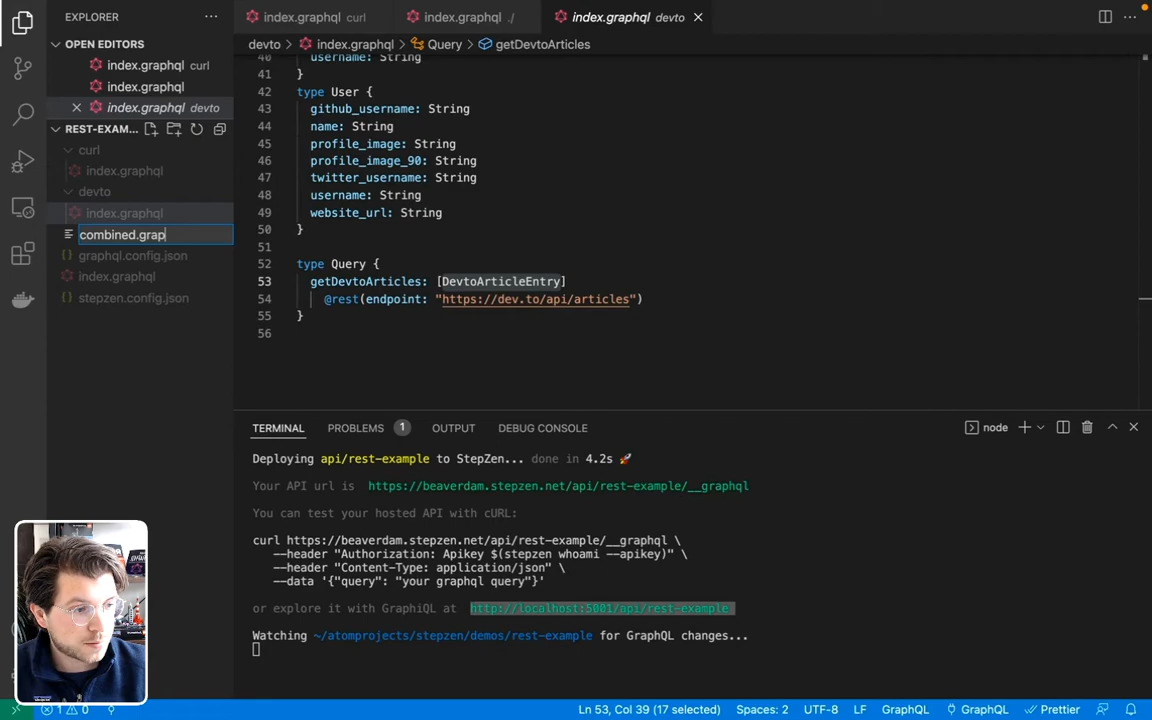 EXPLORER
index.graphql curl
index.graphql ./
index.graphql devto
OPEN EDITORS
index.graphql curl
index.graphql
index.graphql devto
REST-EXAM...
curl
index.graphql
devto
index.graphql
combined.grap
graphql.config.json
index.graphql
stepzen.config.json
devto > index.graphql > Query > getDevtoArticles
40 username: String
41 }
42 type User {
43 github_username: String
44 name: String
45 profile_image: String
46 profile_image_90: String
47 twitter_username: String
48 username: String
49 website_url: String
50 }
51
52 type Query {
53 getDevtoArticles: [DevtoArticleEntry]
54 @rest(endpoint: "https://dev.to/api/articles")
55 }
56
TERMINAL PROBLEMS 1 OUTPUT DEBUG CONSOLE node
Deploying api/rest-example to StepZen... done in 4.2s 🚀
Your API url is https://beaverdam.stepzen.net/api/rest-example/__graphql
You can test your hosted API with cURL:
curl https://beaverdam.stepzen.net/api/rest-example/__graphql \
--header "Authorization: Apikey $(stepzen whoami --apikey)" \
--header "Content-Type: application/json" \
--data '{"query": "your graphql query"}'
or explore it with GraphiQL at http://localhost:5001/api/rest-example
Watching ~/atomprojects/stepzen/demos/rest-example for GraphQL changes...
1 0 Ln 53, Col 39 (17 selected) Spaces: 2 UTF-8 LF GraphQL GraphQL Prettier